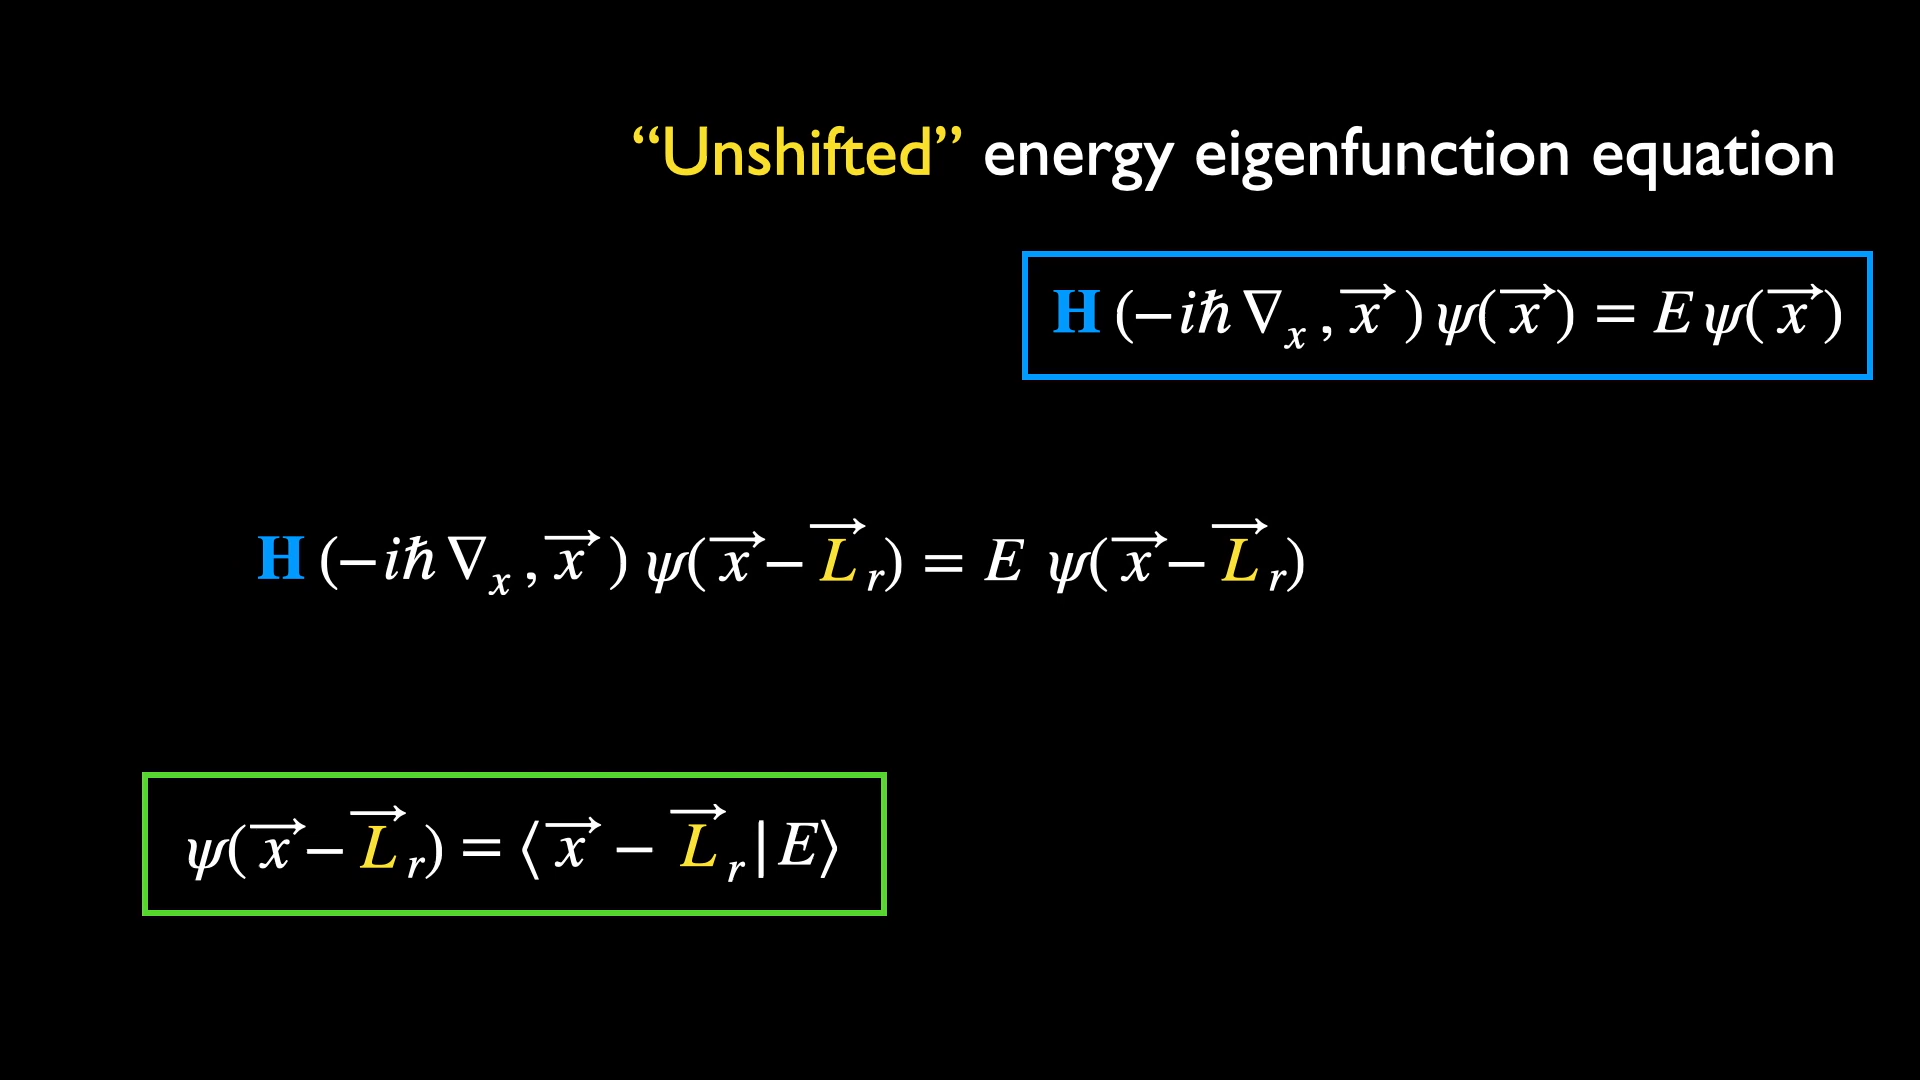 “Unshifted” energy eigenfunction equation
H (−iℏ ∇ₓ , x⃗ ) ψ(x⃗) = E ψ(x⃗)
H (−iℏ ∇ₓ , x⃗ ) ψ(x⃗ − L⃗ᵣ) = E ψ(x⃗ − L⃗ᵣ)
ψ(x⃗ − L⃗ᵣ) = ⟨x⃗ − L⃗ᵣ | E⟩